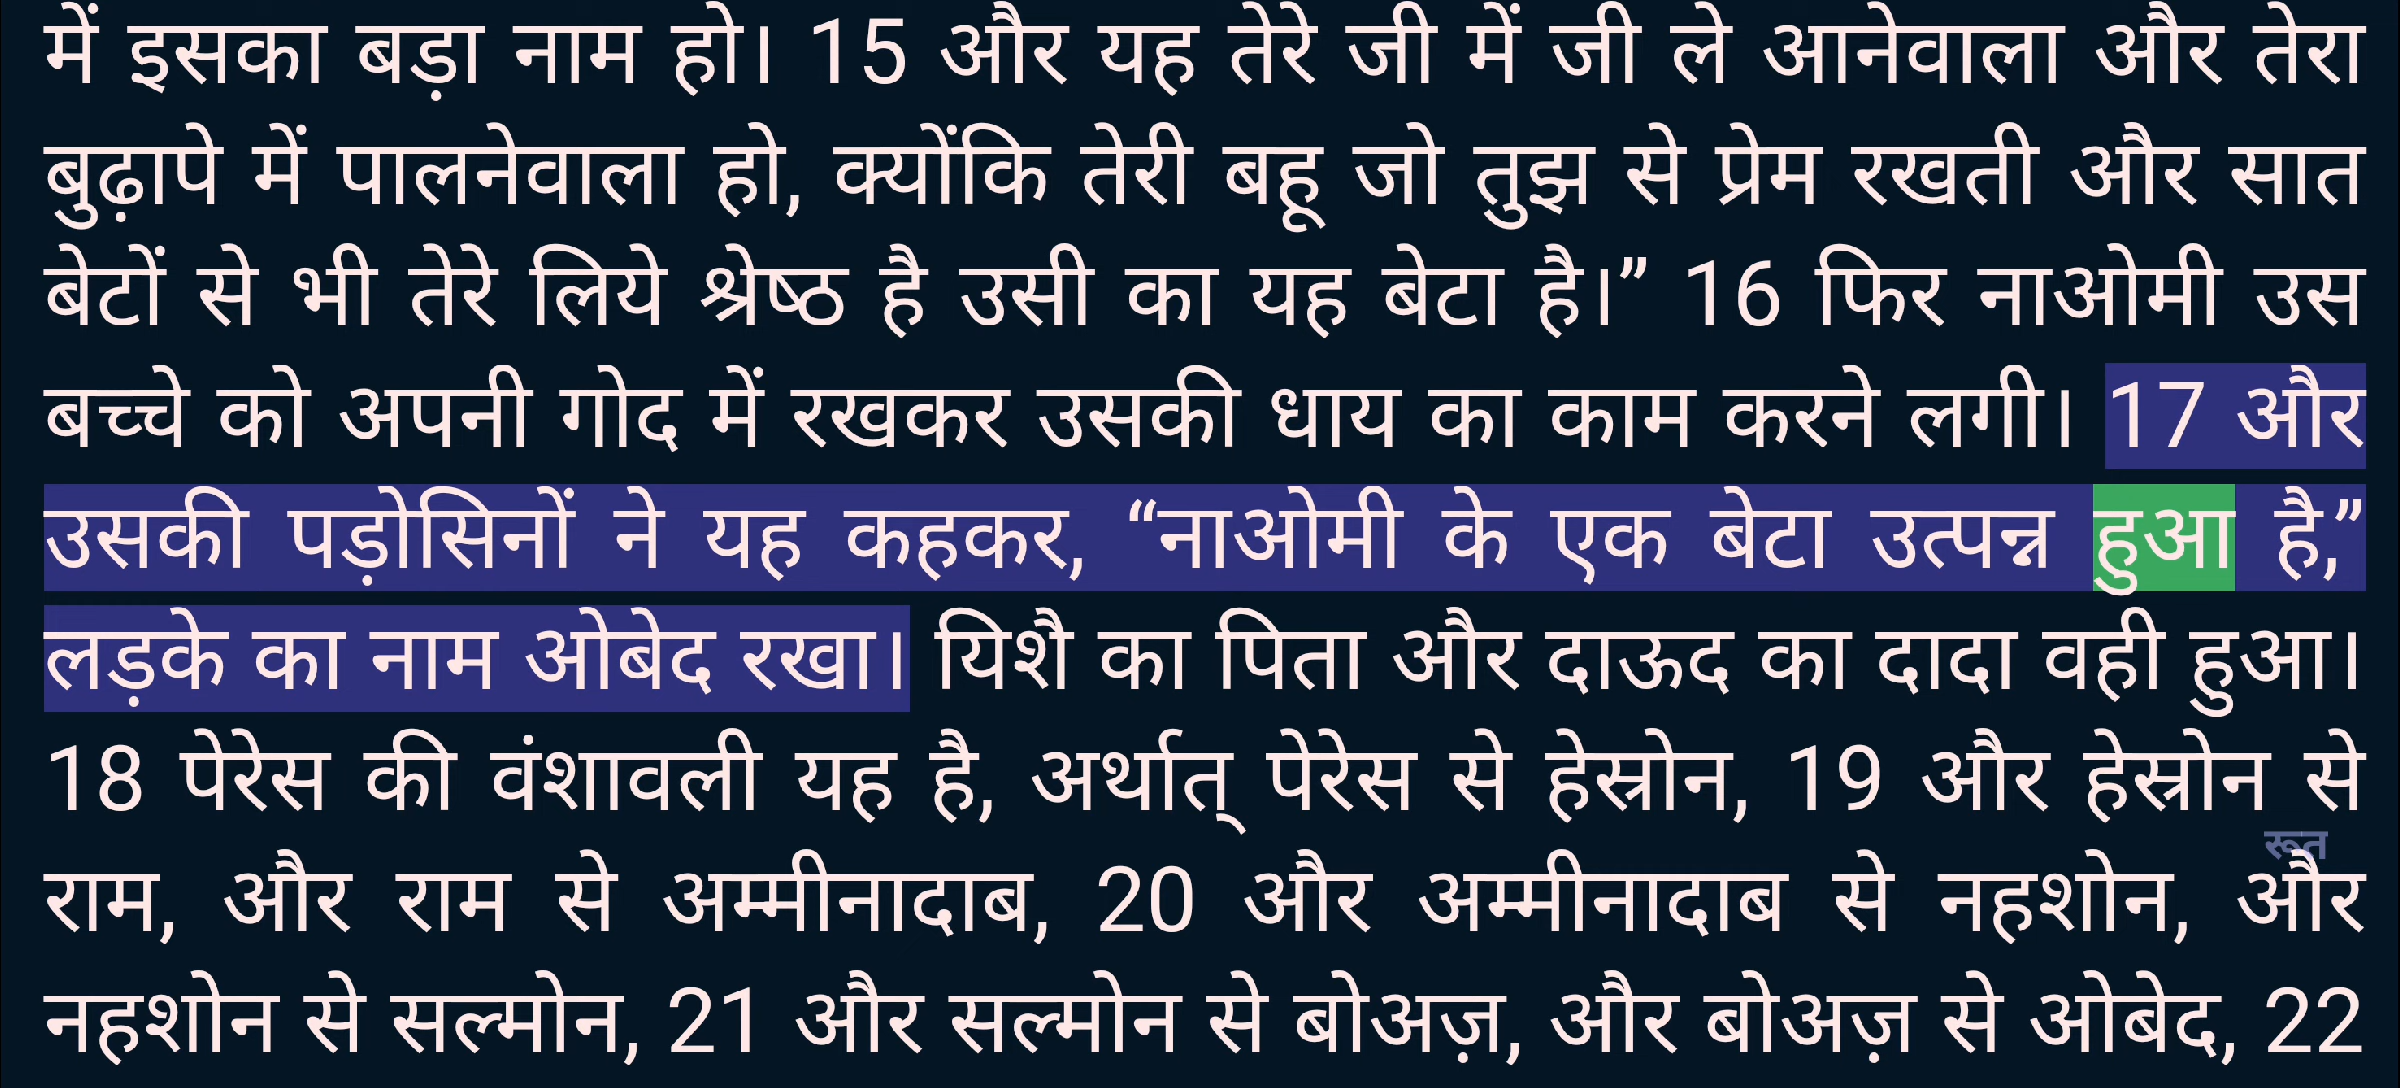 में इसका बड़ा नाम हो। 15 और यह तेरे जी में जी ले आनेवाला और तेरा
बुढ़ापे में पालनेवाला हो, क्योंकि तेरी बहू जो तुझ से प्रेम रखती और सात
बेटों से भी तेरे लिये श्रेष्ठ है उसी का यह बेटा है।” 16 फिर नाओमी उस
बच्चे को अपनी गोद में रखकर उसकी धाय का काम करने लगी। 17 और
उसकी पड़ोसिनों ने यह कहकर, “नाओमी के एक बेटा उत्पन्न हुआ है,”
लड़के का नाम ओबेद रखा। यिशै का पिता और दाऊद का दादा वही हुआ।
18 पेरेस की वंशावली यह है, अर्थात् पेरेस से हेस्रोन, 19 और हेस्रोन से
रूत
राम, और राम से अम्मीनादाब, 20 और अम्मीनादाब से नहशोन, और
नहशोन से सल्मोन, 21 और सल्मोन से बोअज़, और बोअज़ से ओबेद, 22